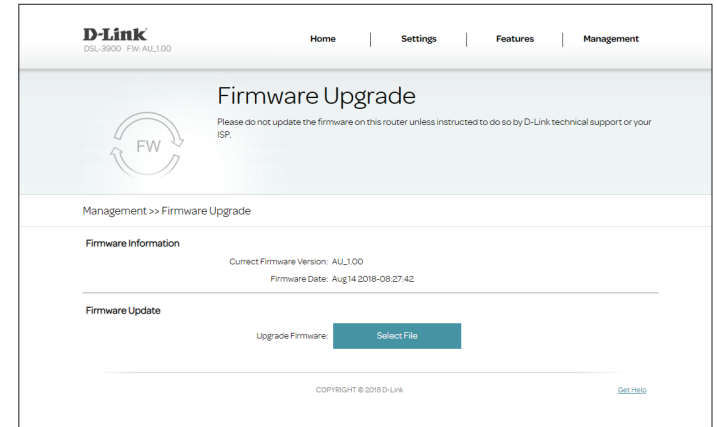 D-Link
DSL-3900 FW: AU_1.00
Home
Settings
Features
Management
Firmware Upgrade
Please do not update the firmware on this router unless instructed to do so by D-Link technical support or your
ISP.
FW
Management >> Firmware Upgrade
Firmware Information
Currect Firmware Version: AU_1.00
Firmware Date: Aug 14 2018-08:27:42
Firmware Update
Upgrade Firmware: Select File
COPYRIGHT © 2018 D-Link
Get Help